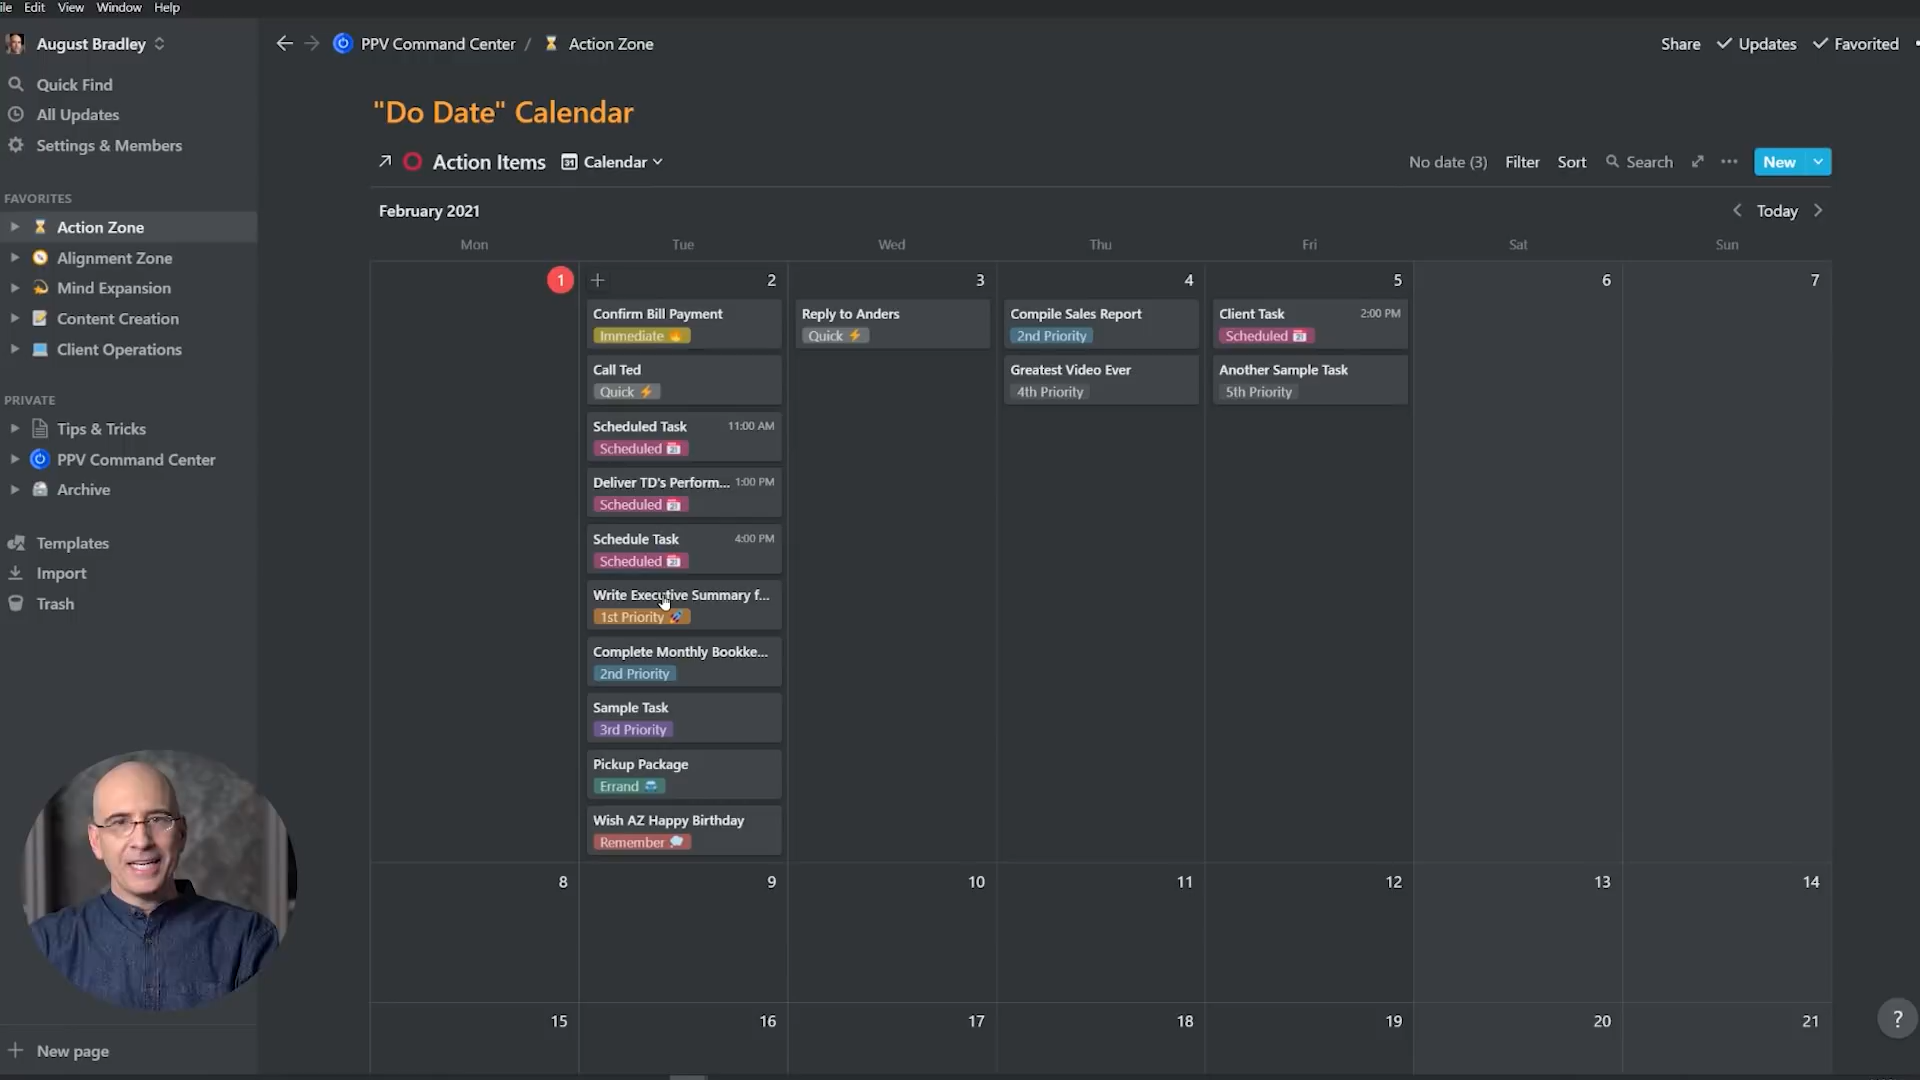 ile Edit View Window Help
August Bradley
Quick Find
All Updates
Settings & Members
FAVORITES
Action Zone
Alignment Zone
Mind Expansion
Content Creation
Client Operations
PRIVATE
Tips & Tricks
PPV Command Center
Archive
Templates
Import
Trash
New page
PPV Command Center / Action Zone
Share Updates Favorited
"Do Date" Calendar
Action Items 31 Calendar
No date (3) Filter Sort Search New
February 2021
Today
Mon Tue Wed Thu Fri Sat Sun
1
2
Confirm Bill Payment
Immediate
Call Ted
Quick
Scheduled Task 11:00 AM
Scheduled
Deliver TD's Perform... 1:00 PM
Scheduled
Schedule Task 4:00 PM
Scheduled
Write Executive Summary f...
1st Priority
Complete Monthly Bookke...
2nd Priority
Sample Task
3rd Priority
Pickup Package
Errand
Wish AZ Happy Birthday
Remember
3
Reply to Anders
Quick
4
Compile Sales Report
2nd Priority
Greatest Video Ever
4th Priority
5
Client Task 2:00 PM
Scheduled
Another Sample Task
5th Priority
6
7
8 9 10 11 12 13 14
15 16 17 18 19 20 21
?